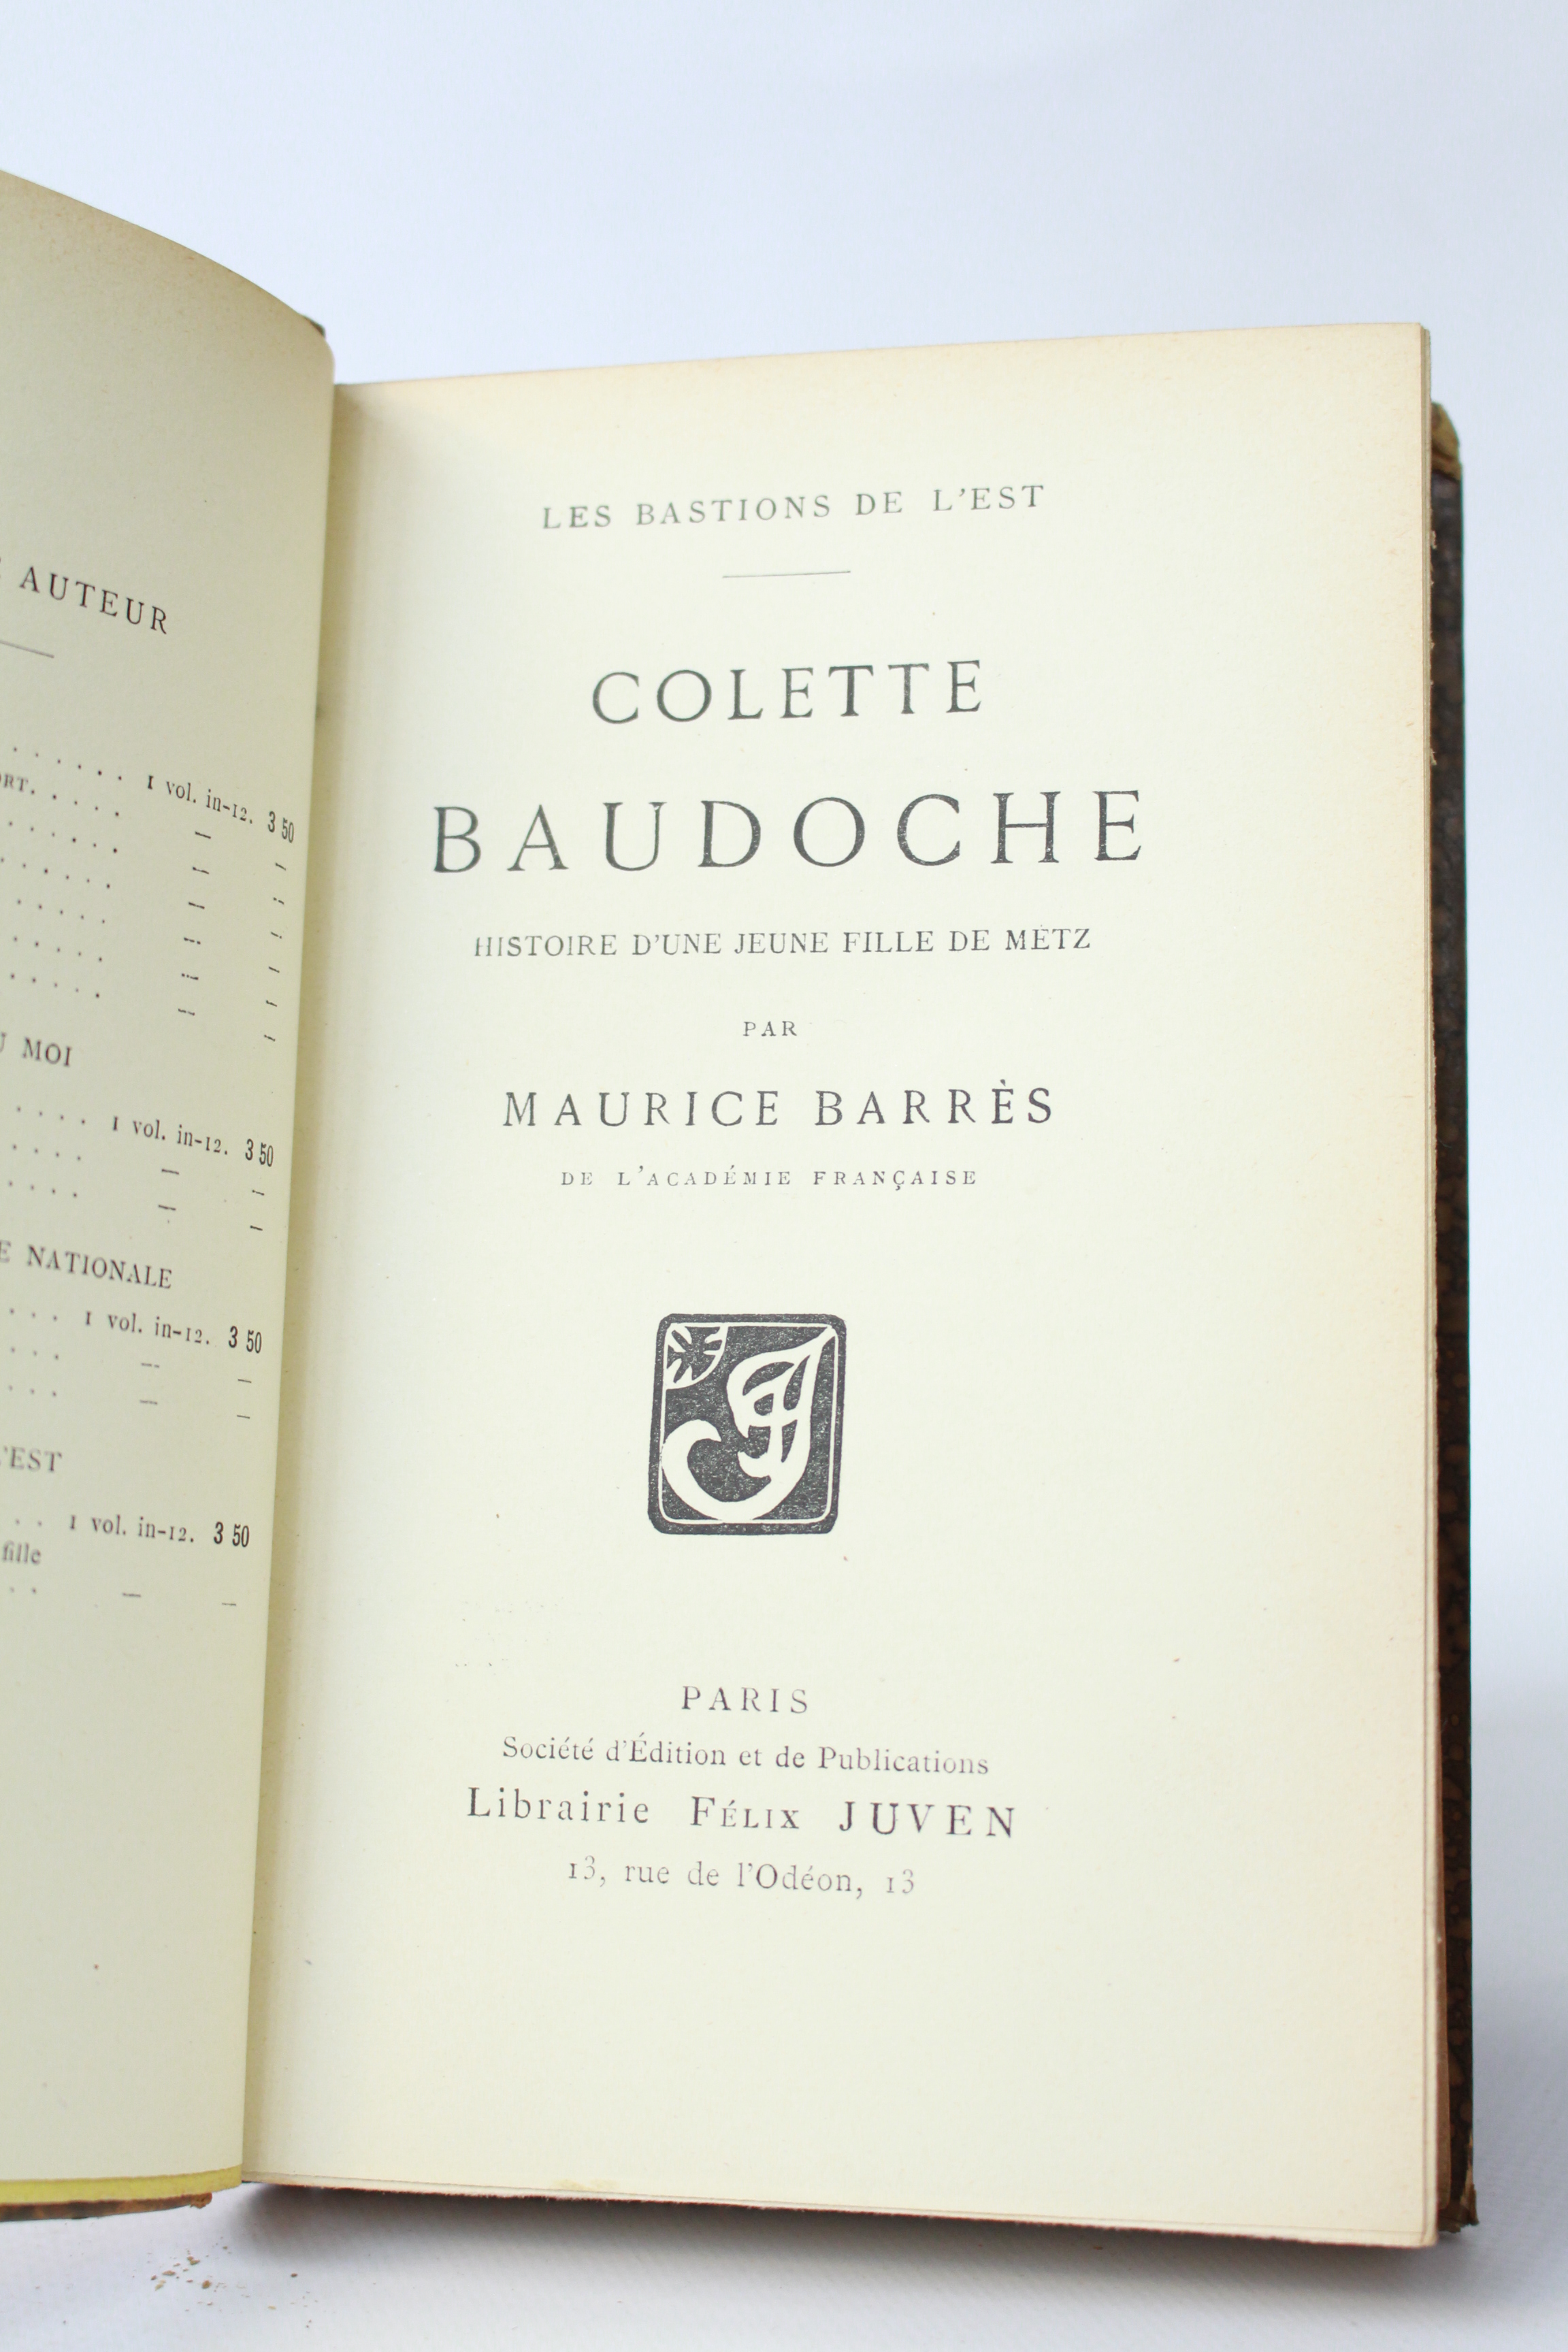 AUTEUR
. . . . . . 1 vol. in-12. 3 50
ORT. . . . . — —
. . . . . . — —
. . . . . . — —
. . . . . — —
. . . . . — —
. . . . . — —
U MOI
. . . . 1 vol. in-12. 3 50
. . . . — —
. . . . — —
E NATIONALE
. . . 1 vol. in-12. 3 50
. . . — —
. . . — —
L'EST
. . 1 vol. in-12. 3 50
fille
. . — —
LES BASTIONS DE L'EST
COLETTE
BAUDOCHE
HISTOIRE D'UNE JEUNE FILLE DE METZ
PAR
MAURICE BARRÈS
DE L'ACADÉMIE FRANÇAISE
PARIS
Société d'Édition et de Publications
Librairie FÉLIX JUVEN
13, rue de l'Odéon, 13